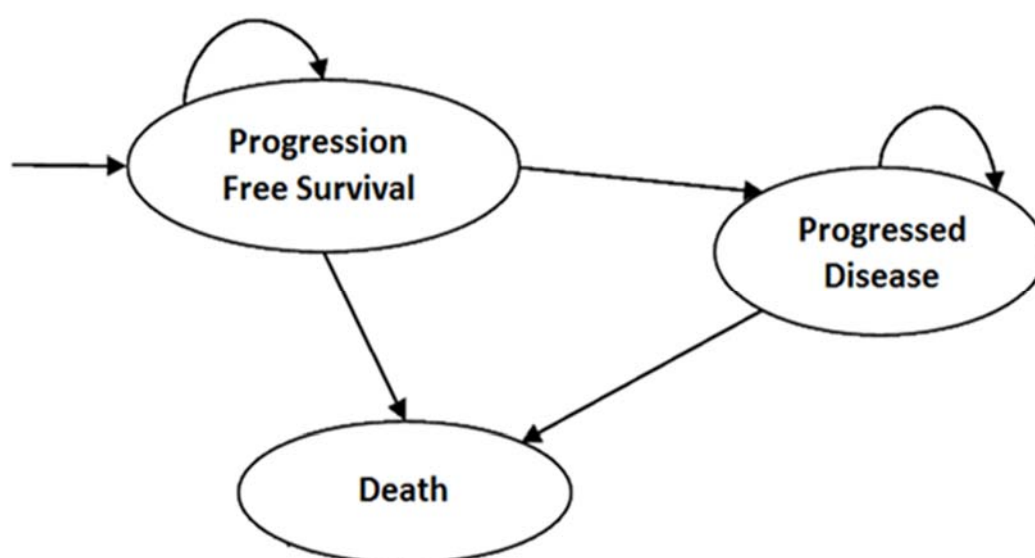 Progression
Free Survival
Progressed
Disease
Death